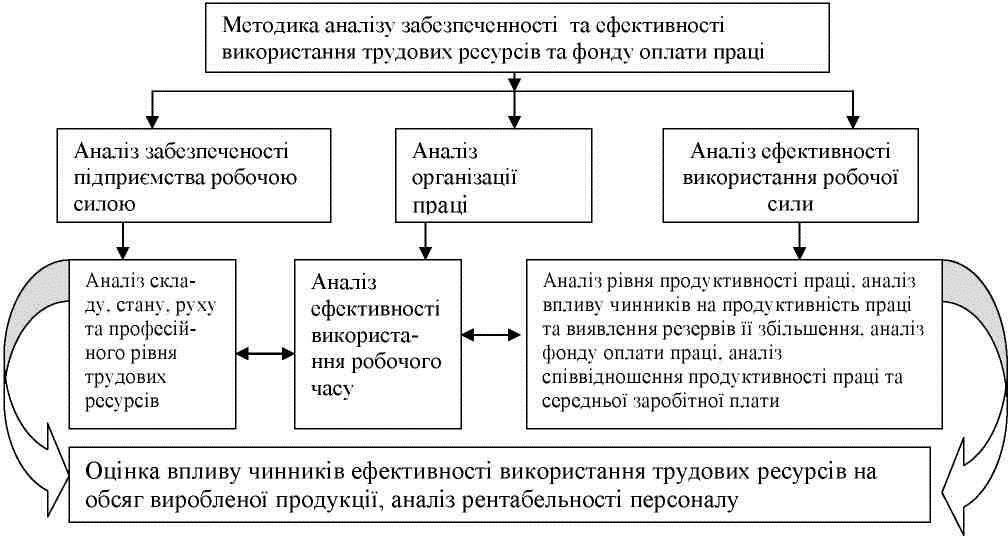 Методика аналізу забезпеченності та ефективності
використання трудових ресурсів та фонду оплати праці
Аналіз забезпеченості
підприємства робочою
силою
Аналіз
організації
праці
Аналіз ефективності
використання робочої
сили
Аналіз скла-
ду, стану, руху
та професій-
ного рівня
трудових
ресурсів
Аналіз
ефективності
використа-
ння робочого
часу
Аналіз рівня продуктивності праці, аналіз
впливу чинників на продуктивність праці
та виявлення резервів її збільшення, аналіз
фонду оплати праці, аналіз
співвідношення продуктивності праці та
середньої заробітної плати
Оцінка впливу чинників ефективності використання трудових ресурсів на
обсяг виробленої продукції, аналіз рентабельності персоналу